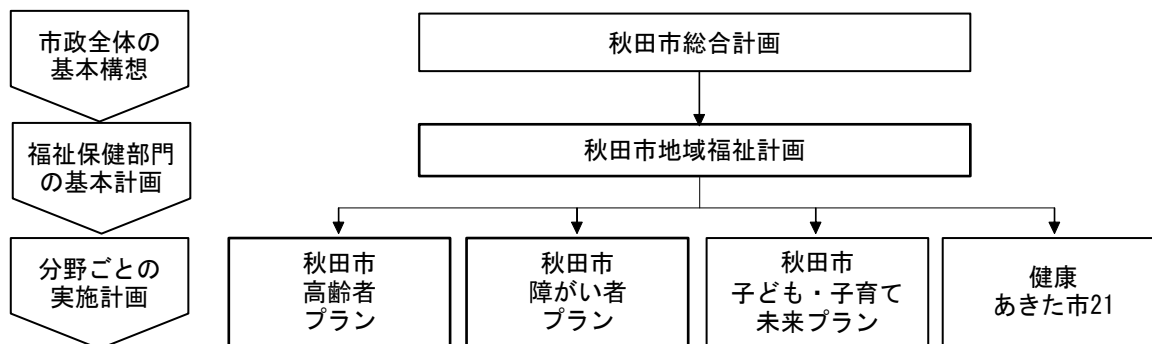 市政全体の
基本構想
秋田市総合計画
福祉保健部門
の基本計画
秋田市地域福祉計画
分野ごとの
実施計画
秋田市
高齢者
プラン
秋田市
障がい者
プラン
秋田市
子ども・子育て
未来プラン
健康
あきた市21